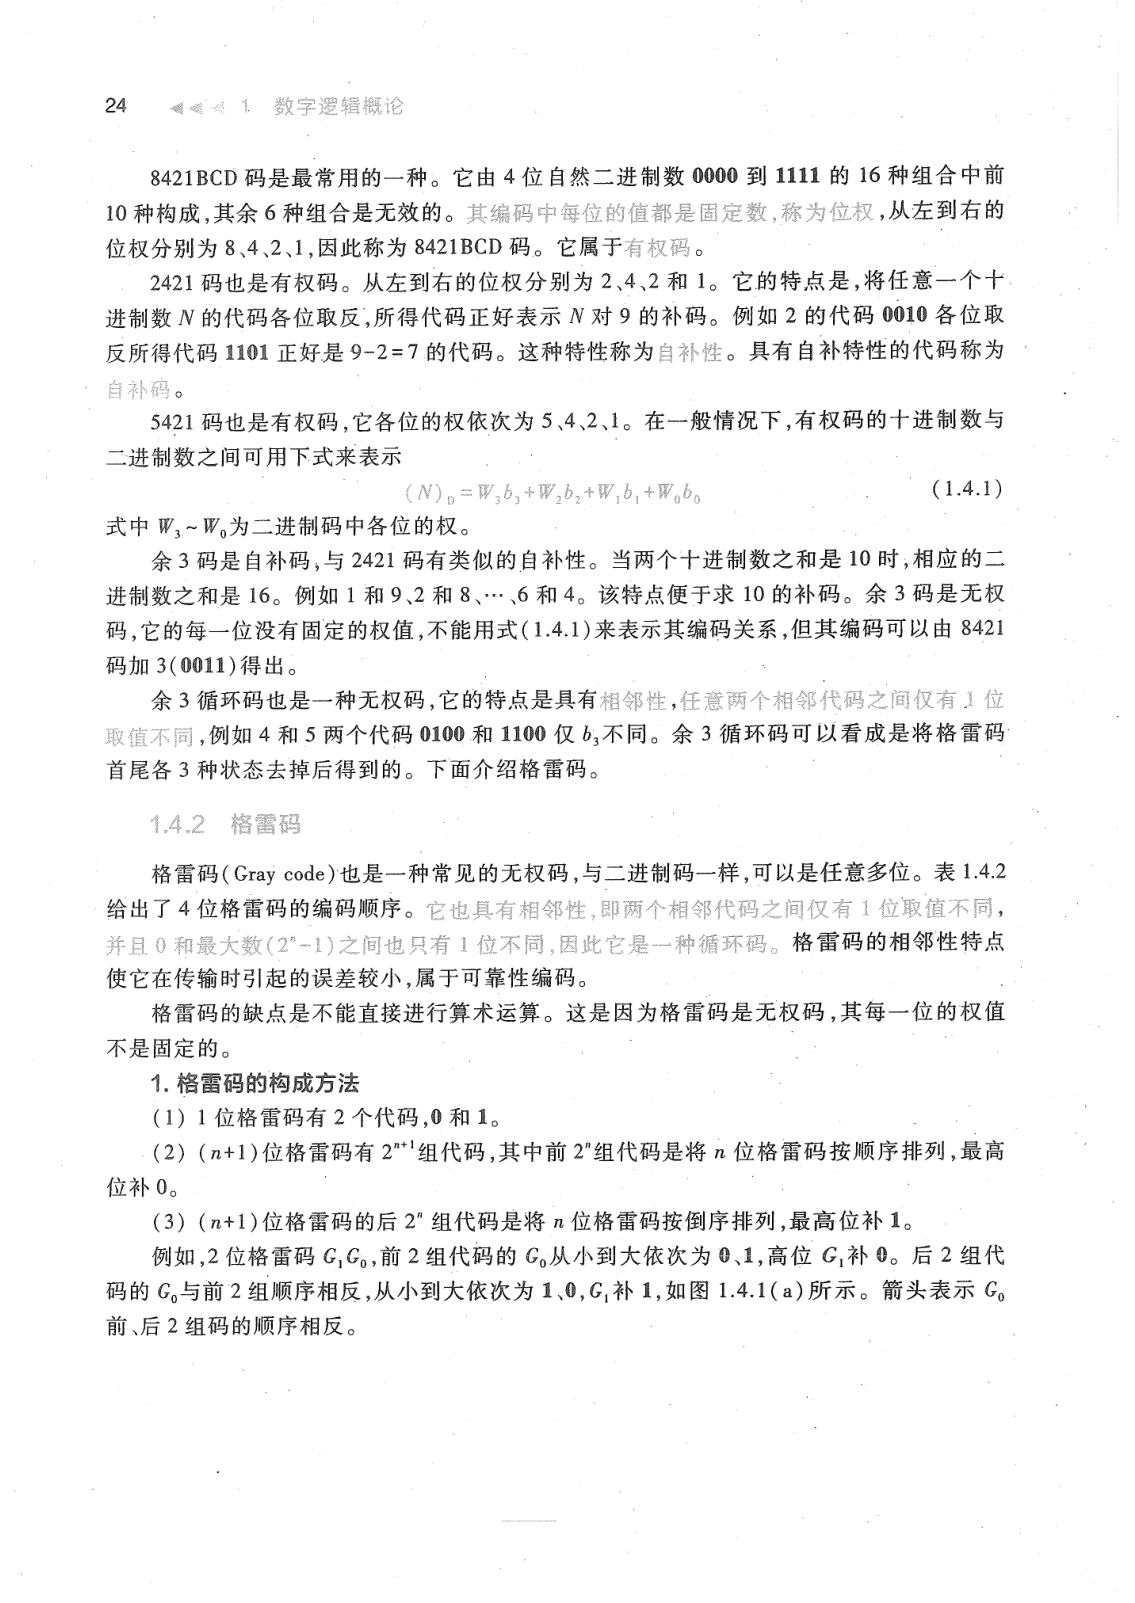 24 1 数字逻辑概论
8421BCD 码是最常用的一种。它由 4 位自然二进制数 0000 到 1111 的 16 种组合中前
10 种构成,其余 6 种组合是无效的。其编码中每位的值都是固定数,称为位权,从左到右的
位权分别为 8、4、2、1,因此称为 8421BCD 码。它属于有权码。
2421 码也是有权码。从左到右的位权分别为 2、4、2 和 1。它的特点是,将任意一个十
进制数 N 的代码各位取反,所得代码正好表示 N 对 9 的补码。例如 2 的代码 0010 各位取
反所得代码 1101 正好是 9-2=7 的代码。这种特性称为自补性。具有自补特性的代码称为
自补码。
5421 码也是有权码,它各位的权依次为 5、4、2、1。在一般情况下,有权码的十进制数与
二进制数之间可用下式来表示
(N)D=W₃b₃+W₂b₂+W₁b₁+W₀b₀ (1.4.1)
式中 W₃~W₀为二进制码中各位的权。
余 3 码是自补码,与 2421 码有类似的自补性。当两个十进制数之和是 10 时,相应的二
进制数之和是 16。例如 1 和 9、2 和 8、…、6 和 4。该特点便于求 10 的补码。余 3 码是无权
码,它的每一位没有固定的权值,不能用式(1.4.1)来表示其编码关系,但其编码可以由 8421
码加 3(0011)得出。
余 3 循环码也是一种无权码,它的特点是具有相邻性,任意两个相邻代码之间仅有 1 位
取值不同,例如 4 和 5 两个代码 0100 和 1100 仅 b₃不同。余 3 循环码可以看成是将格雷码
首尾各 3 种状态去掉后得到的。下面介绍格雷码。
1.4.2 格雷码
格雷码(Gray code)也是一种常见的无权码,与二进制码一样,可以是任意多位。表 1.4.2
给出了 4 位格雷码的编码顺序。它也具有相邻性,即两个相邻代码之间仅有 1 位取值不同,
并且 0 和最大数(2ⁿ-1)之间也只有 1 位不同,因此它是一种循环码。格雷码的相邻性特点
使它在传输时引起的误差较小,属于可靠性编码。
格雷码的缺点是不能直接进行算术运算。这是因为格雷码是无权码,其每一位的权值
不是固定的。
1. 格雷码的构成方法
(1) 1 位格雷码有 2 个代码,0 和 1。
(2) (n+1)位格雷码有 2ⁿ⁺¹组代码,其中前 2ⁿ组代码是将 n 位格雷码按顺序排列,最高
位补 0。
(3) (n+1)位格雷码的后 2ⁿ 组代码是将 n 位格雷码按倒序排列,最高位补 1。
例如,2 位格雷码 G₁G₀,前 2 组代码的 G₀从小到大依次为 0、1,高位 G₁补 0。后 2 组代
码的 G₀与前 2 组顺序相反,从小到大依次为 1、0,G₁补 1,如图 1.4.1(a)所示。箭头表示 G₀
前、后 2 组码的顺序相反。